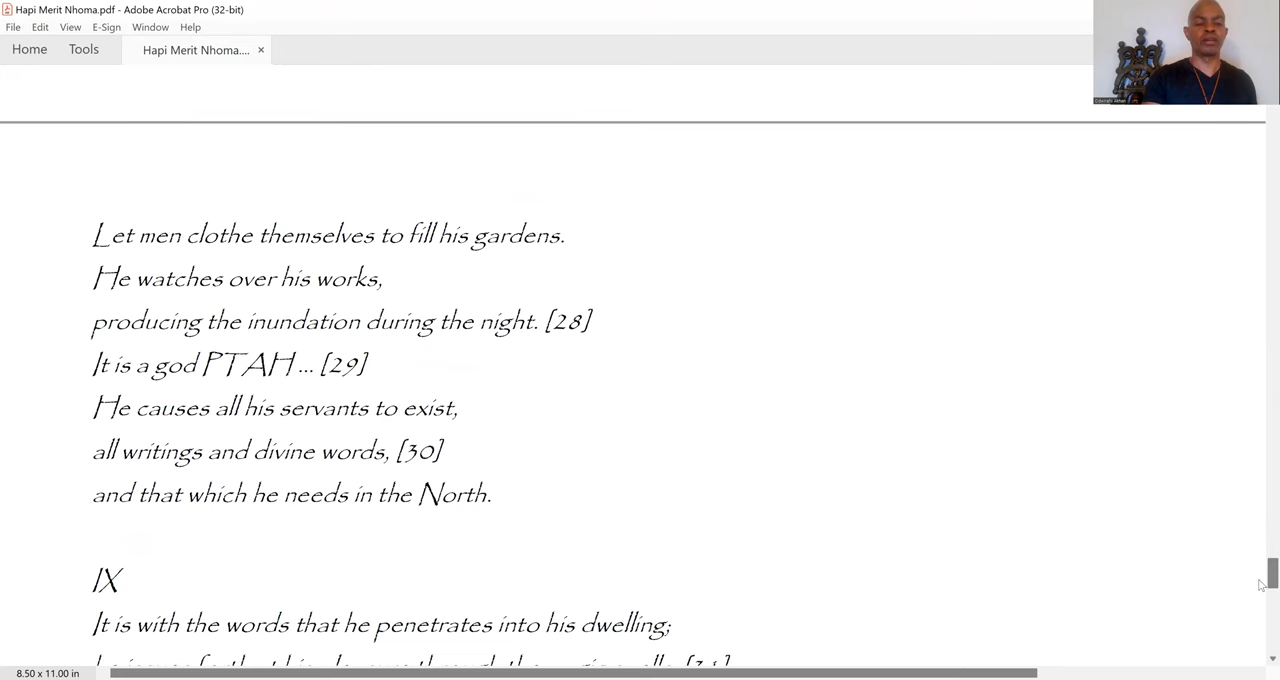 Hapi Merit Nhoma.pdf - Adobe Acrobat Pro (32-bit)
File Edit View E-Sign Window Help
Home Tools Hapi Merit Nhoma.... ×
Let men clothe themselves to fill his gardens.
He watches over his works,
producing the inundation during the night. [28]
It is a god PTAH ... [29]
He causes all his servants to exist,
all writings and divine words, [30]
and that which he needs in the North.
IX
It is with the words that he penetrates into his dwelling;
8.50 x 11.00 in